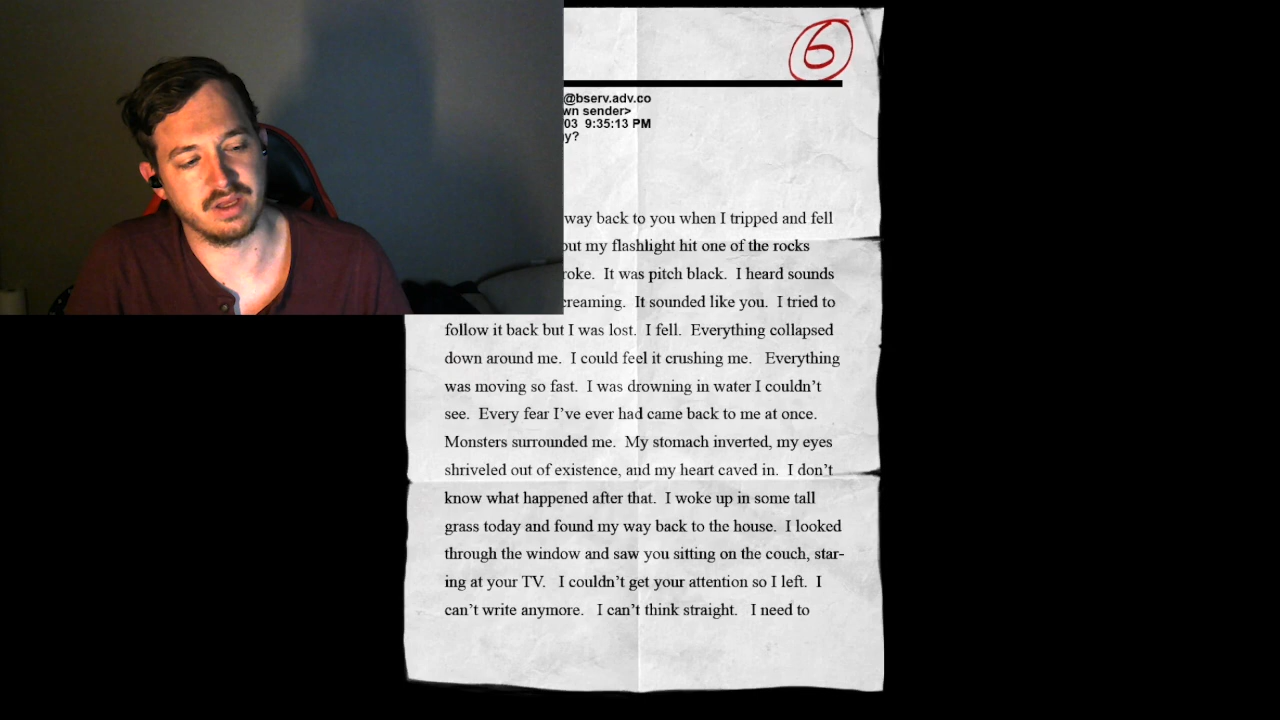 6
@bserv.adv.co
sender>
03 9:35:13 PM
way back to you when I tripped and fell
my flashlight hit one of the rocks
It was pitch black. I heard sounds
It sounded like you. I tried to
follow it back but I was lost. I fell. Everything collapsed
down around me. I could feel it crushing me. Everything
was moving so fast. I was drowning in water I couldn't
see. Every fear I've ever had came back to me at once.
Monsters surrounded me. My stomach inverted, my eyes
shriveled out of existence, and my heart caved in. I don't
know what happened after that. I woke up in some tall
grass today and found my way back to the house. I looked
through the window and saw you sitting on the couch, star-
ing at your TV. I couldn't get your attention so I left. I
can't write anymore. I can't think straight. I need to